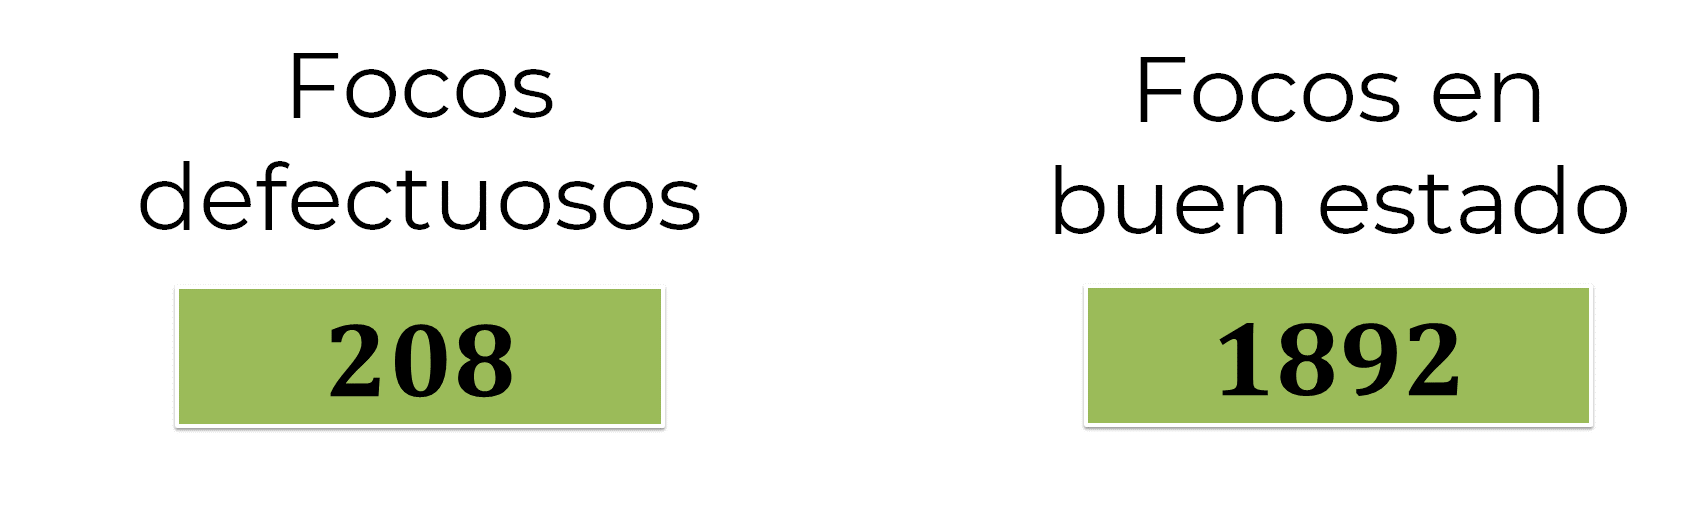 Focos
defectuosos
208
Focos en
buen estado
1892